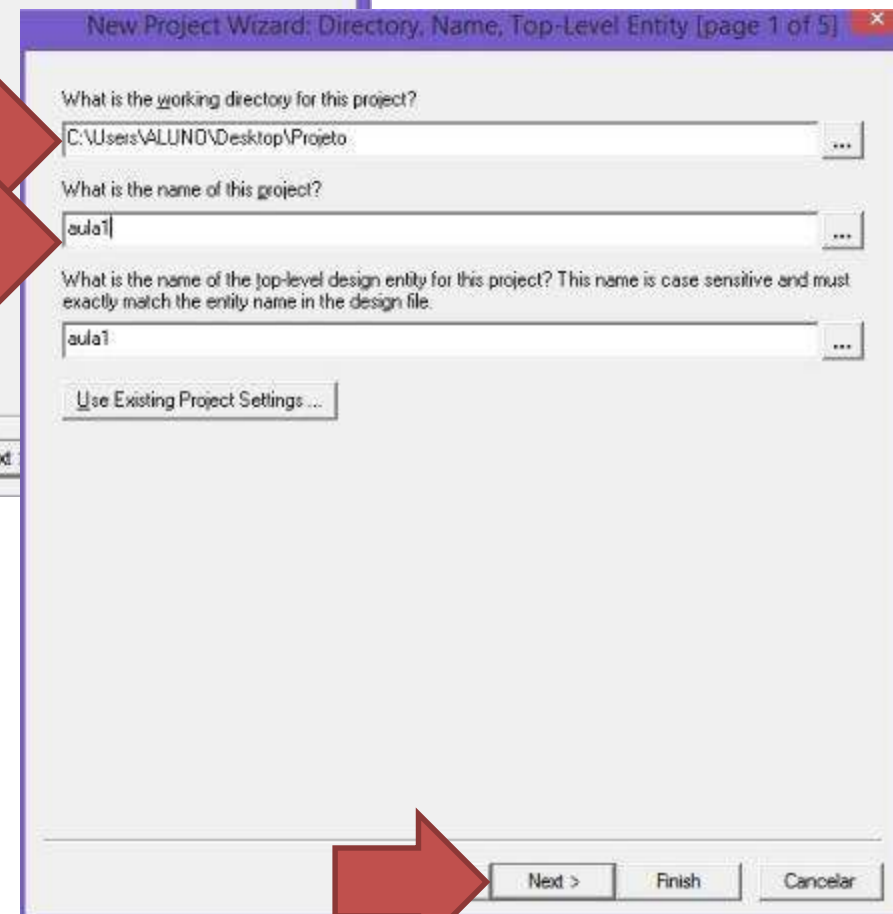 New Project Wizard: Directory, Name, Top-Level Entity [page 1 of 5]
What is the working directory for this project?
C:\Users\ALUNO\Desktop\Projeto
...
What is the name of this project?
aula1
...
What is the name of the top-level design entity for this project? This name is case sensitive and must
exactly match the entity name in the design file.
aula1
...
Use Existing Project Settings ...
Next >
Finish
Cancelar